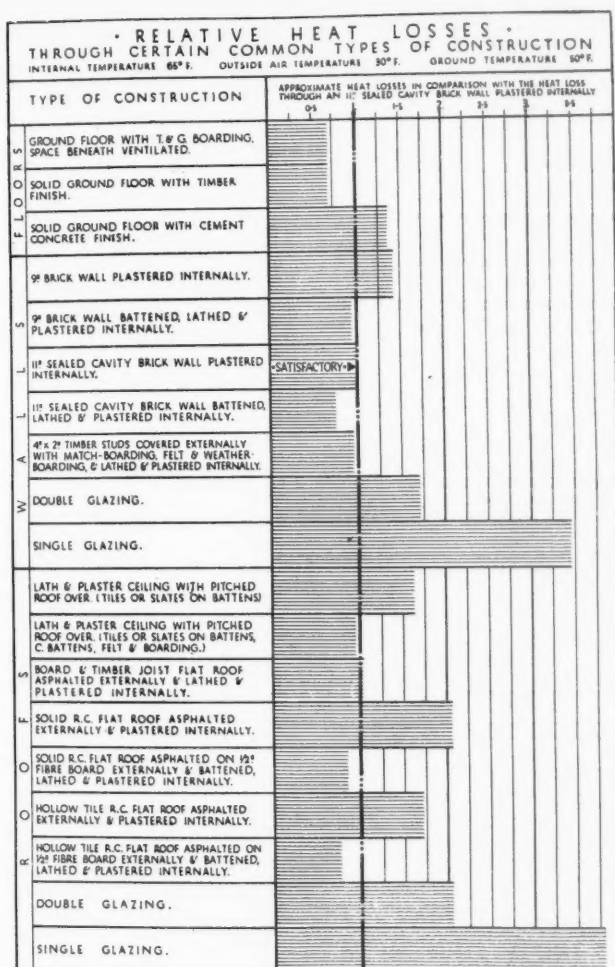 · RELATIVE HEAT LOSSES ·
THROUGH CERTAIN COMMON TYPES OF CONSTRUCTION
INTERNAL TEMPERATURE 65° F. OUTSIDE AIR TEMPERATURE 30° F. GROUND TEMPERATURE 50° F.
TYPE OF CONSTRUCTION
APPROXIMATE HEAT LOSSES IN COMPARISON WITH THE HEAT LOSS
THROUGH AN 11" SEALED CAVITY BRICK WALL PLASTERED INTERNALLY
0·5 1 1·5 2 2·5 3 3·5
FLOORS
GROUND FLOOR WITH T. & G. BOARDING,
SPACE BENEATH VENTILATED.
SOLID GROUND FLOOR WITH TIMBER
FINISH.
SOLID GROUND FLOOR WITH CEMENT
CONCRETE FINISH.
WALLS
9" BRICK WALL PLASTERED INTERNALLY.
9" BRICK WALL BATTENED, LATHED &
PLASTERED INTERNALLY.
11" SEALED CAVITY BRICK WALL PLASTERED
INTERNALLY.
·SATISFACTORY·
11" SEALED CAVITY BRICK WALL BATTENED,
LATHED & PLASTERED INTERNALLY.
4" x 2" TIMBER STUDS COVERED EXTERNALLY
WITH MATCH-BOARDING, FELT & WEATHER-
BOARDING, & LATHED & PLASTERED INTERNALLY.
DOUBLE GLAZING.
SINGLE GLAZING.
ROOFS
LATH & PLASTER CEILING WITH PITCHED
ROOF OVER. (TILES OR SLATES ON BATTENS)
LATH & PLASTER CEILING WITH PITCHED
ROOF OVER. (TILES OR SLATES ON BATTENS,
C. BATTENS, FELT & BOARDING.)
BOARD & TIMBER JOIST FLAT ROOF
ASPHALTED EXTERNALLY & LATHED &
PLASTERED INTERNALLY.
SOLID R.C. FLAT ROOF ASPHALTED
EXTERNALLY & PLASTERED INTERNALLY.
SOLID R.C. FLAT ROOF ASPHALTED ON 1/2"
FIBRE BOARD EXTERNALLY & BATTENED,
LATHED & PLASTERED INTERNALLY.
HOLLOW TILE R.C. FLAT ROOF ASPHALTED
EXTERNALLY & PLASTERED INTERNALLY.
HOLLOW TILE R.C. FLAT ROOF ASPHALTED ON
1/2" FIBRE BOARD EXTERNALLY & BATTENED,
LATHED & PLASTERED INTERNALLY.
DOUBLE GLAZING.
SINGLE GLAZING.